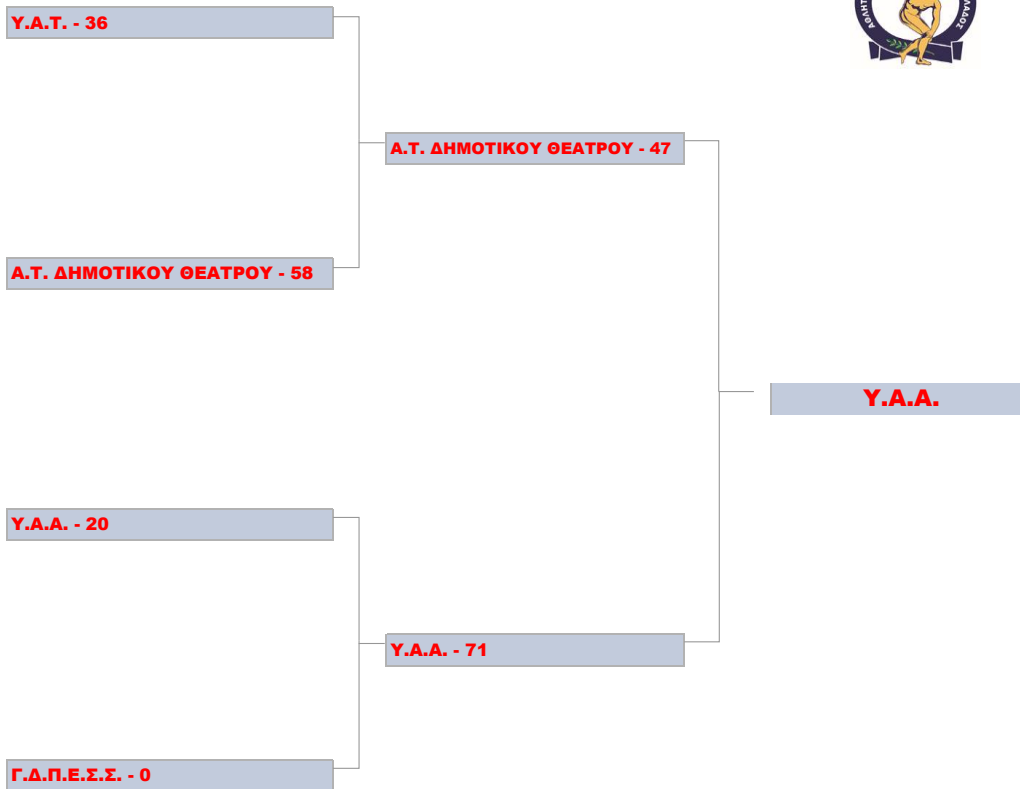 Υ.Α.Τ. - 36
Α.Τ. ΔΗΜΟΤΙΚΟΥ ΘΕΑΤΡΟΥ - 47
Α.Τ. ΔΗΜΟΤΙΚΟΥ ΘΕΑΤΡΟΥ - 58
Υ.Α.Α.
Υ.Α.Α. - 20
Υ.Α.Α. - 71
Γ.Δ.Π.Ε.Σ.Σ. - 0